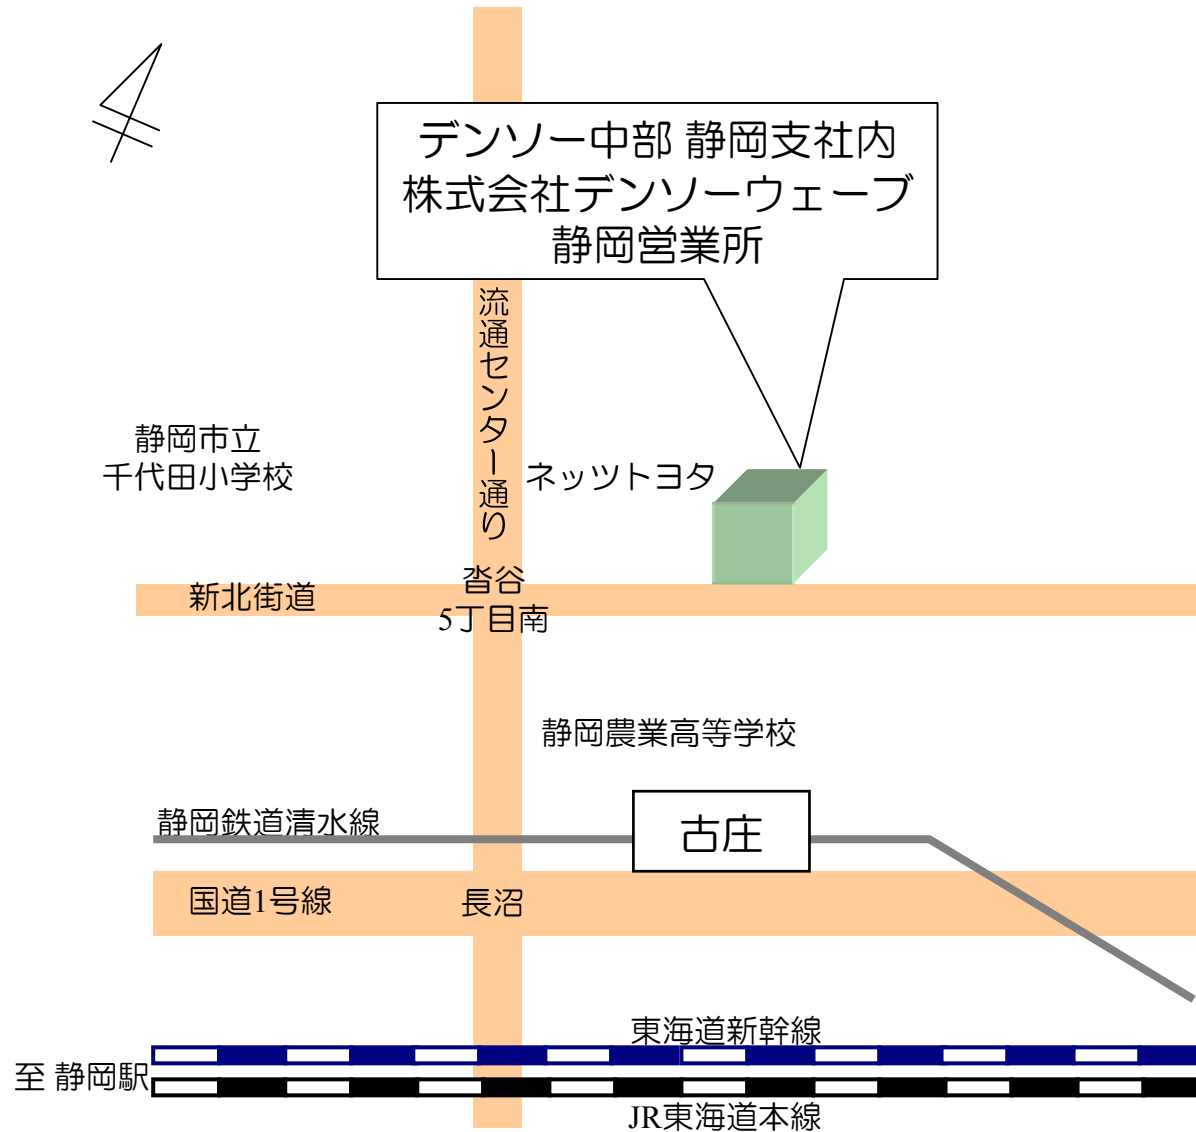 デンソー中部 静岡支社内
株式会社デンソーウェーブ
静岡営業所
流通センター通り
静岡市立
千代田小学校
ネッツトヨタ
新北街道
沓谷
5丁目南
静岡農業高等学校
静岡鉄道清水線
古庄
国道1号線
長沼
東海道新幹線
至 静岡駅
JR東海道本線